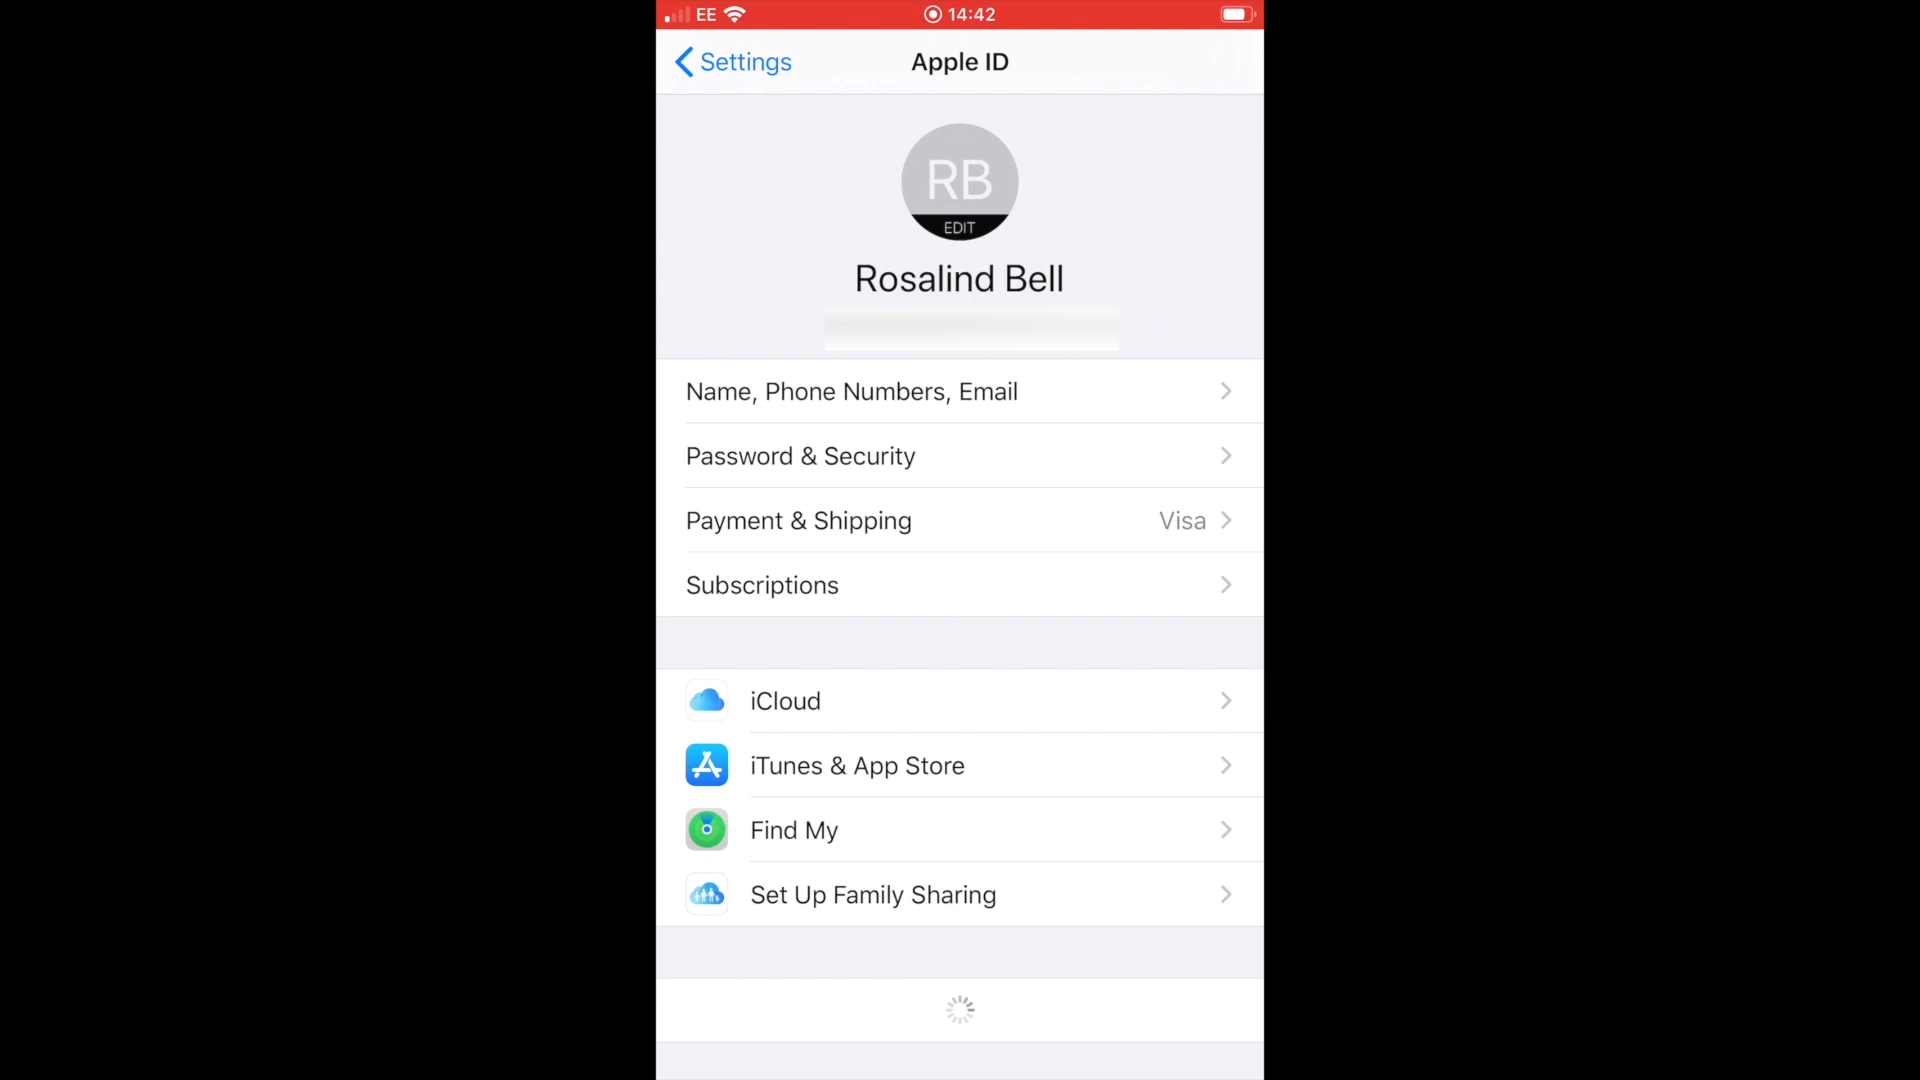 EE 14:42
Settings Apple ID
RB
EDIT
Rosalind Bell
Name, Phone Numbers, Email
Password & Security
Payment & Shipping Visa
Subscriptions
iCloud
iTunes & App Store
Find My
Set Up Family Sharing